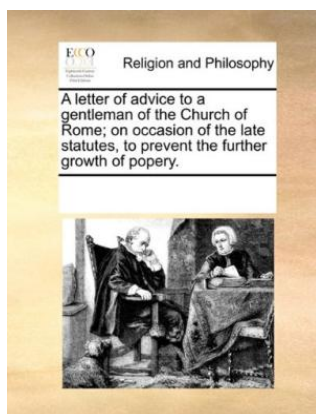 ECCO
Religion and Philosophy
A letter of advice to a
gentleman of the Church of
Rome; on occasion of the late
statutes, to prevent the further
growth of popery.